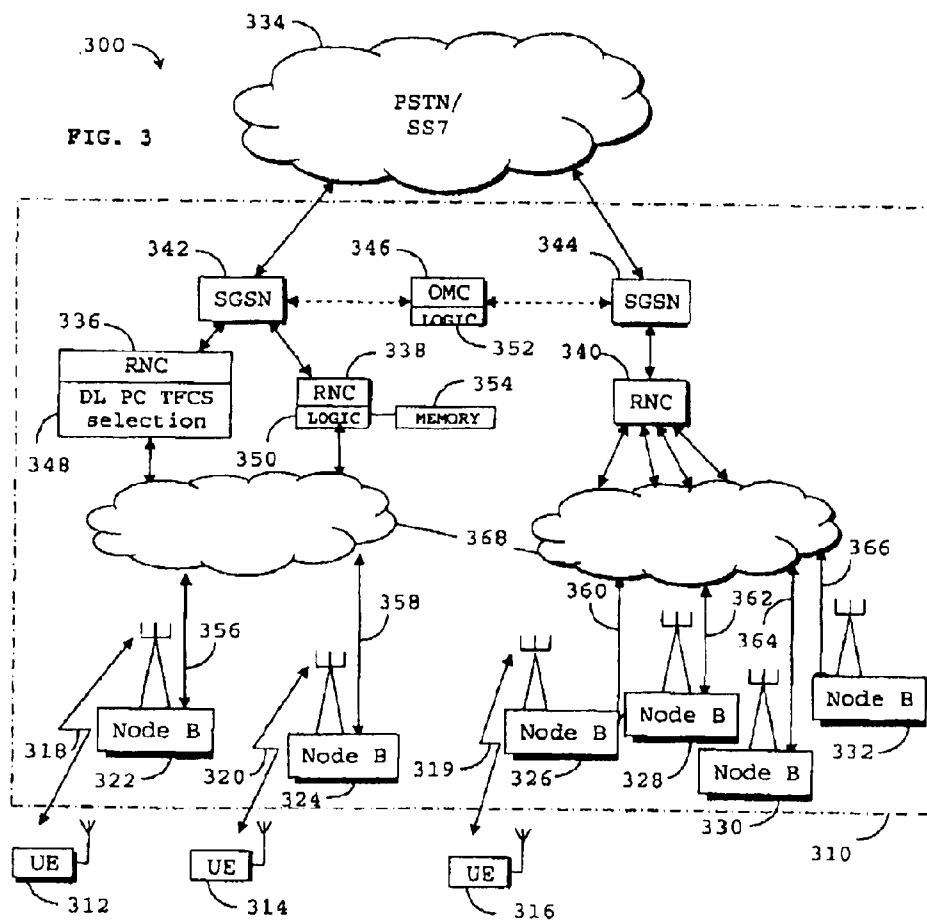 334
300
PSTN/
SS7
FIG. 3
342
346
344
SGSN
OMC
LOGIC
SGSN
336
338
352
340
RNC
354
DL PC TFCS
selection
RNC
LOGIC
MEMORY
RNC
348
350
368
366
360
362
358
364
356
Node B
Node B
Node B
Node B
Node B
Node B
318
322
320
324
319
326
328
332
330
310
UE
UE
UE
312
314
316